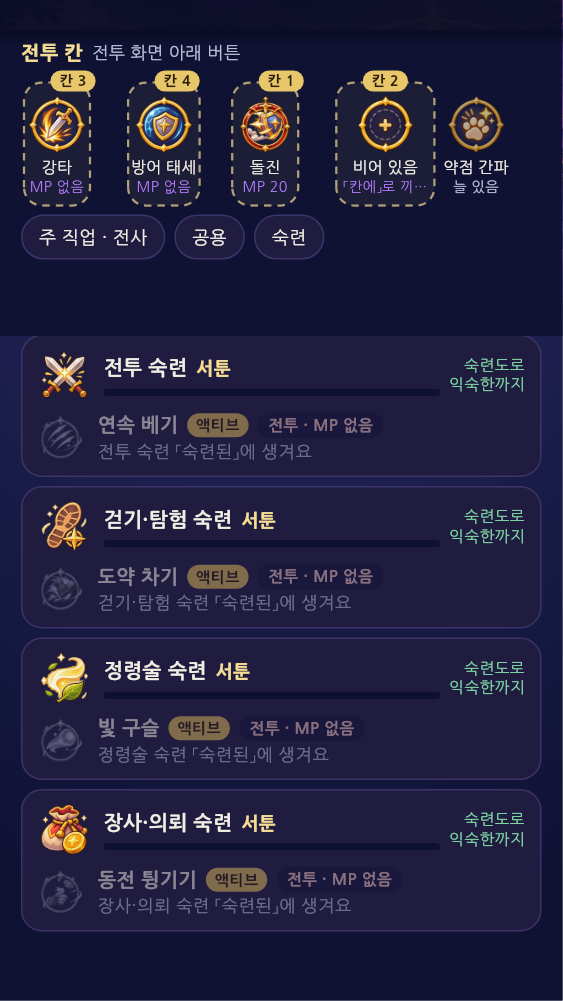 전투 칸 전투 화면 아래 버튼
칸 3 칸 4 칸 1 칸 2
강타 방어 태세 돌진 비어 있음 약점 간파
MP 없음 MP 없음 MP 20 「칸에」로 끼… 늘 있음
주 직업 · 전사 공용 숙련
전투 숙련 서툰 숙련도로
익숙한까지
연속 베기 액티브 전투 · MP 없음
전투 숙련 「숙련된」에 생겨요
걷기·탐험 숙련 서툰 숙련도로
익숙한까지
도약 차기 액티브 전투 · MP 없음
걷기·탐험 숙련 「숙련된」에 생겨요
정령술 숙련 서툰 숙련도로
익숙한까지
빛 구슬 액티브 전투 · MP 없음
정령술 숙련 「숙련된」에 생겨요
장사·의뢰 숙련 서툰 숙련도로
익숙한까지
동전 튕기기 액티브 전투 · MP 없음
장사·의뢰 숙련 「숙련된」에 생겨요